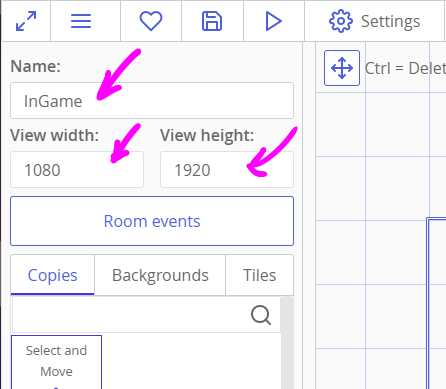 Settings
Name:
Ctrl = Delet
InGame
View width: View height:
1080 1920
Room events
Copies Backgrounds Tiles
Select and
Move